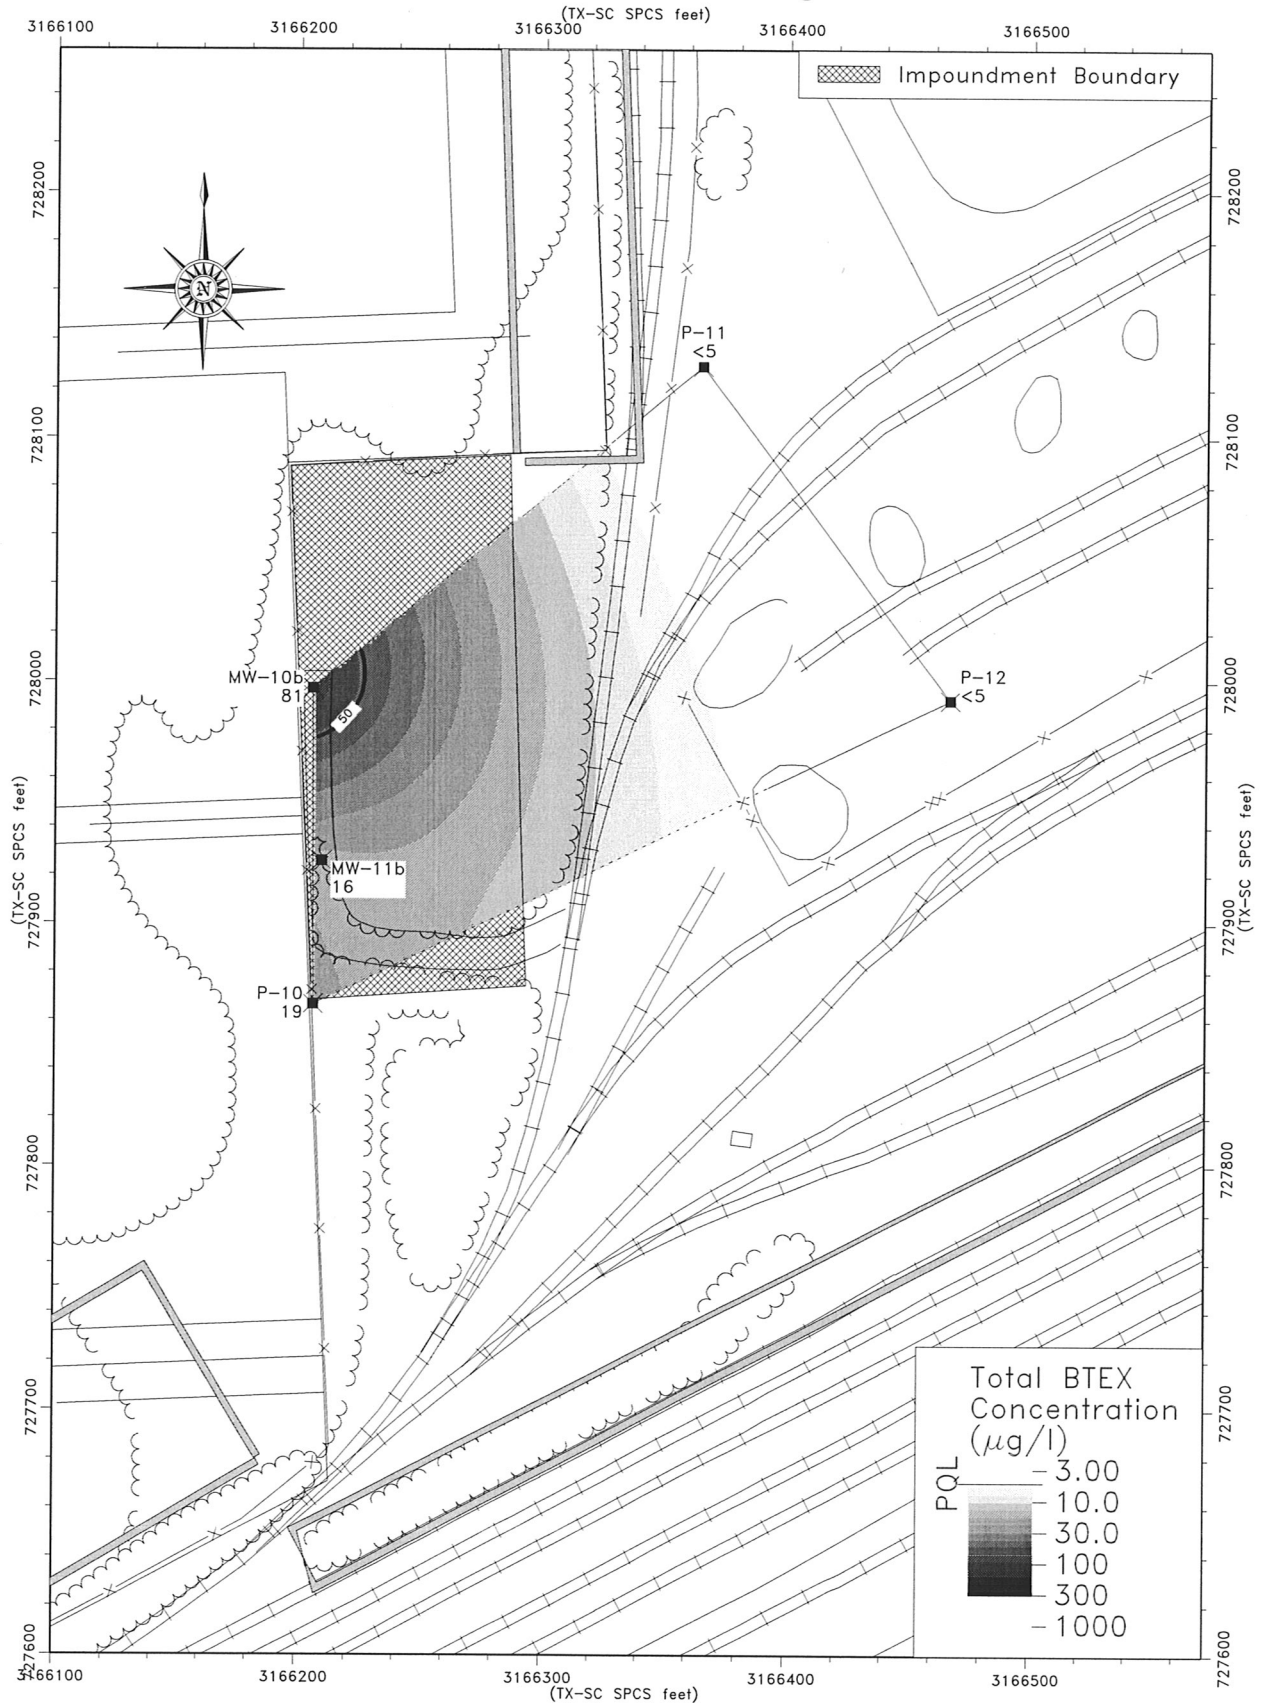 (TX-SC SPCS feet)
3166100 3166200 3166300 3166400 3166500
Impoundment Boundary
728200
728200
N
P-11
<5
728100
728100
MW-10b
81
50
P-12
<5
728000
728000
(TX-SC SPCS feet)
(TX-SC SPCS feet)
MW-11b
16
727900
727900
P-10
19
727800
727800
727700
727700
Total BTEX
Concentration
(µg/l)
PQL
3.00
10.0
30.0
100
300
1000
727600
727600
3166100 3166200 3166300 3166400 3166500
(TX-SC SPCS feet)